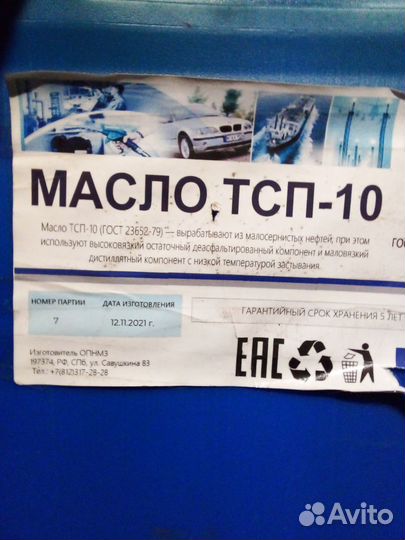 МАСЛО ТСП-10
Масло ТСП-10 (ГОСТ 23652-79) — вырабатывают из малосернистых нефтей, при этом
используют высоковязкий остаточный деасфальтированный компонент и маловязкий
дистиллятный компонент с низкой температурой застывания.
ГОС
НОМЕР ПАРТИИ ДАТА ИЗГОТОВЛЕНИЯ
7 12.11.2021 г.
ГАРАНТИЙНЫЙ СРОК ХРАНЕНИЯ 5 ЛЕТ
Изготовитель ОПНМЗ
197374, РФ, СПб, ул. Савушкина 83
Тел.: +7(812)317-28-28
EAC
Avito